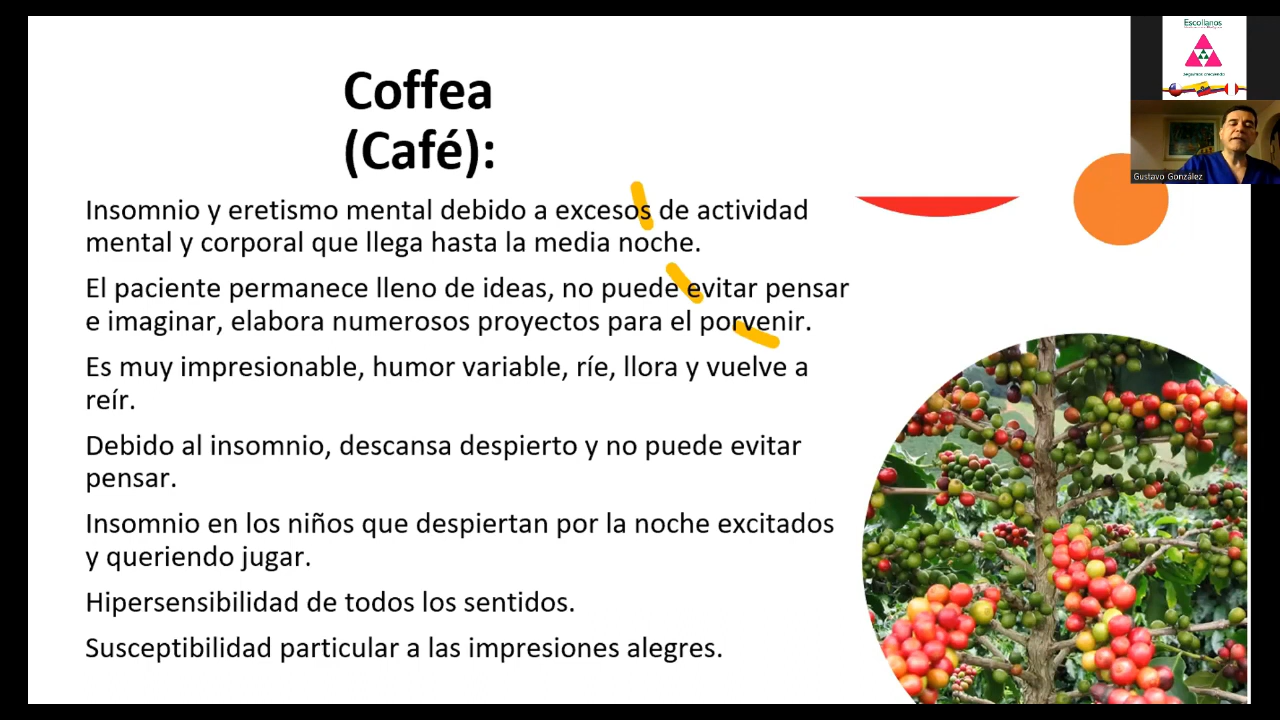 Coffea
(Café):
Insomnio y eretismo mental debido a excesos de actividad
mental y corporal que llega hasta la media noche.
El paciente permanece lleno de ideas, no puede evitar pensar
e imaginar, elabora numerosos proyectos para el porvenir.
Es muy impresionable, humor variable, ríe, llora y vuelve a
reír.
Debido al insomnio, descansa despierto y no puede evitar
pensar.
Insomnio en los niños que despiertan por la noche excitados
y queriendo jugar.
Hipersensibilidad de todos los sentidos.
Susceptibilidad particular a las impresiones alegres.
Escollanos
Gustavo González